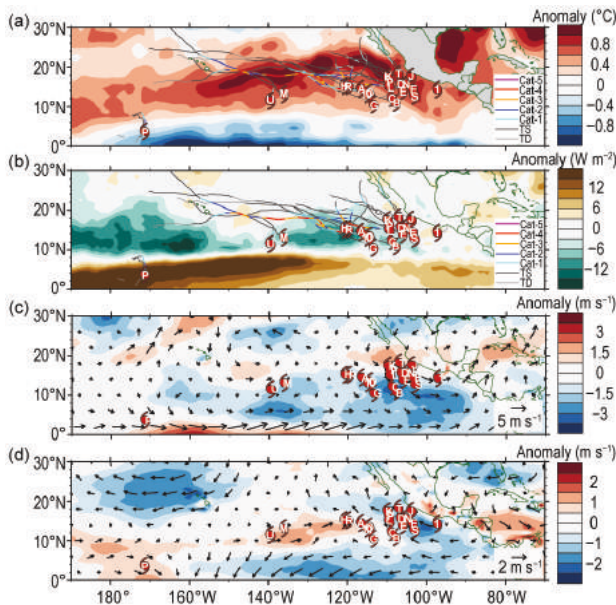 (a)
Anomaly (°C)
30°N
20°N
10°N
0°
Cat-5
Cat-4
Cat-3
Cat-2
Cat-1
TS
TD
0.8
0.4
0
−0.4
−0.8
(b)
Anomaly (W m⁻²)
30°N
20°N
10°N
0°
Cat-5
Cat-4
Cat-3
Cat-2
Cat-1
TS
TD
12
6
0
−6
−12
(c)
Anomaly (m s⁻¹)
30°N
20°N
10°N
0°
5 m s⁻¹
3
1.5
0
−1.5
−3
(d)
Anomaly (m s⁻¹)
30°N
20°N
10°N
0°
2 m s⁻¹
2
1
0
−1
−2
180°
160°W
140°W
120°W
100°W
80°W